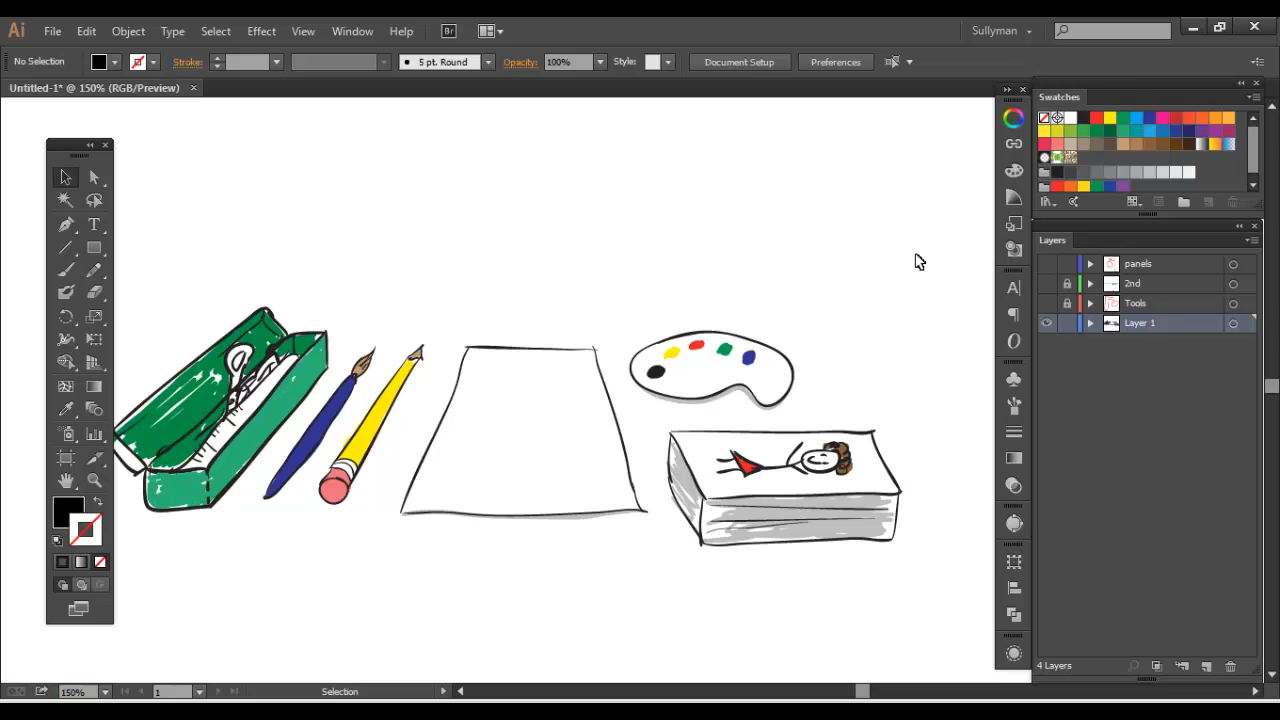 Ai File Edit Object Type Select Effect View Window Help Br Sullyman
No Selection Stroke: 5 pt. Round Opacity: 100% Style: Document Setup Preferences
Untitled-1* @ 150% (RGB/Preview)
Swatches
Layers
panels
2nd
Tools
Layer 1
4 Layers
150% 1 Selection